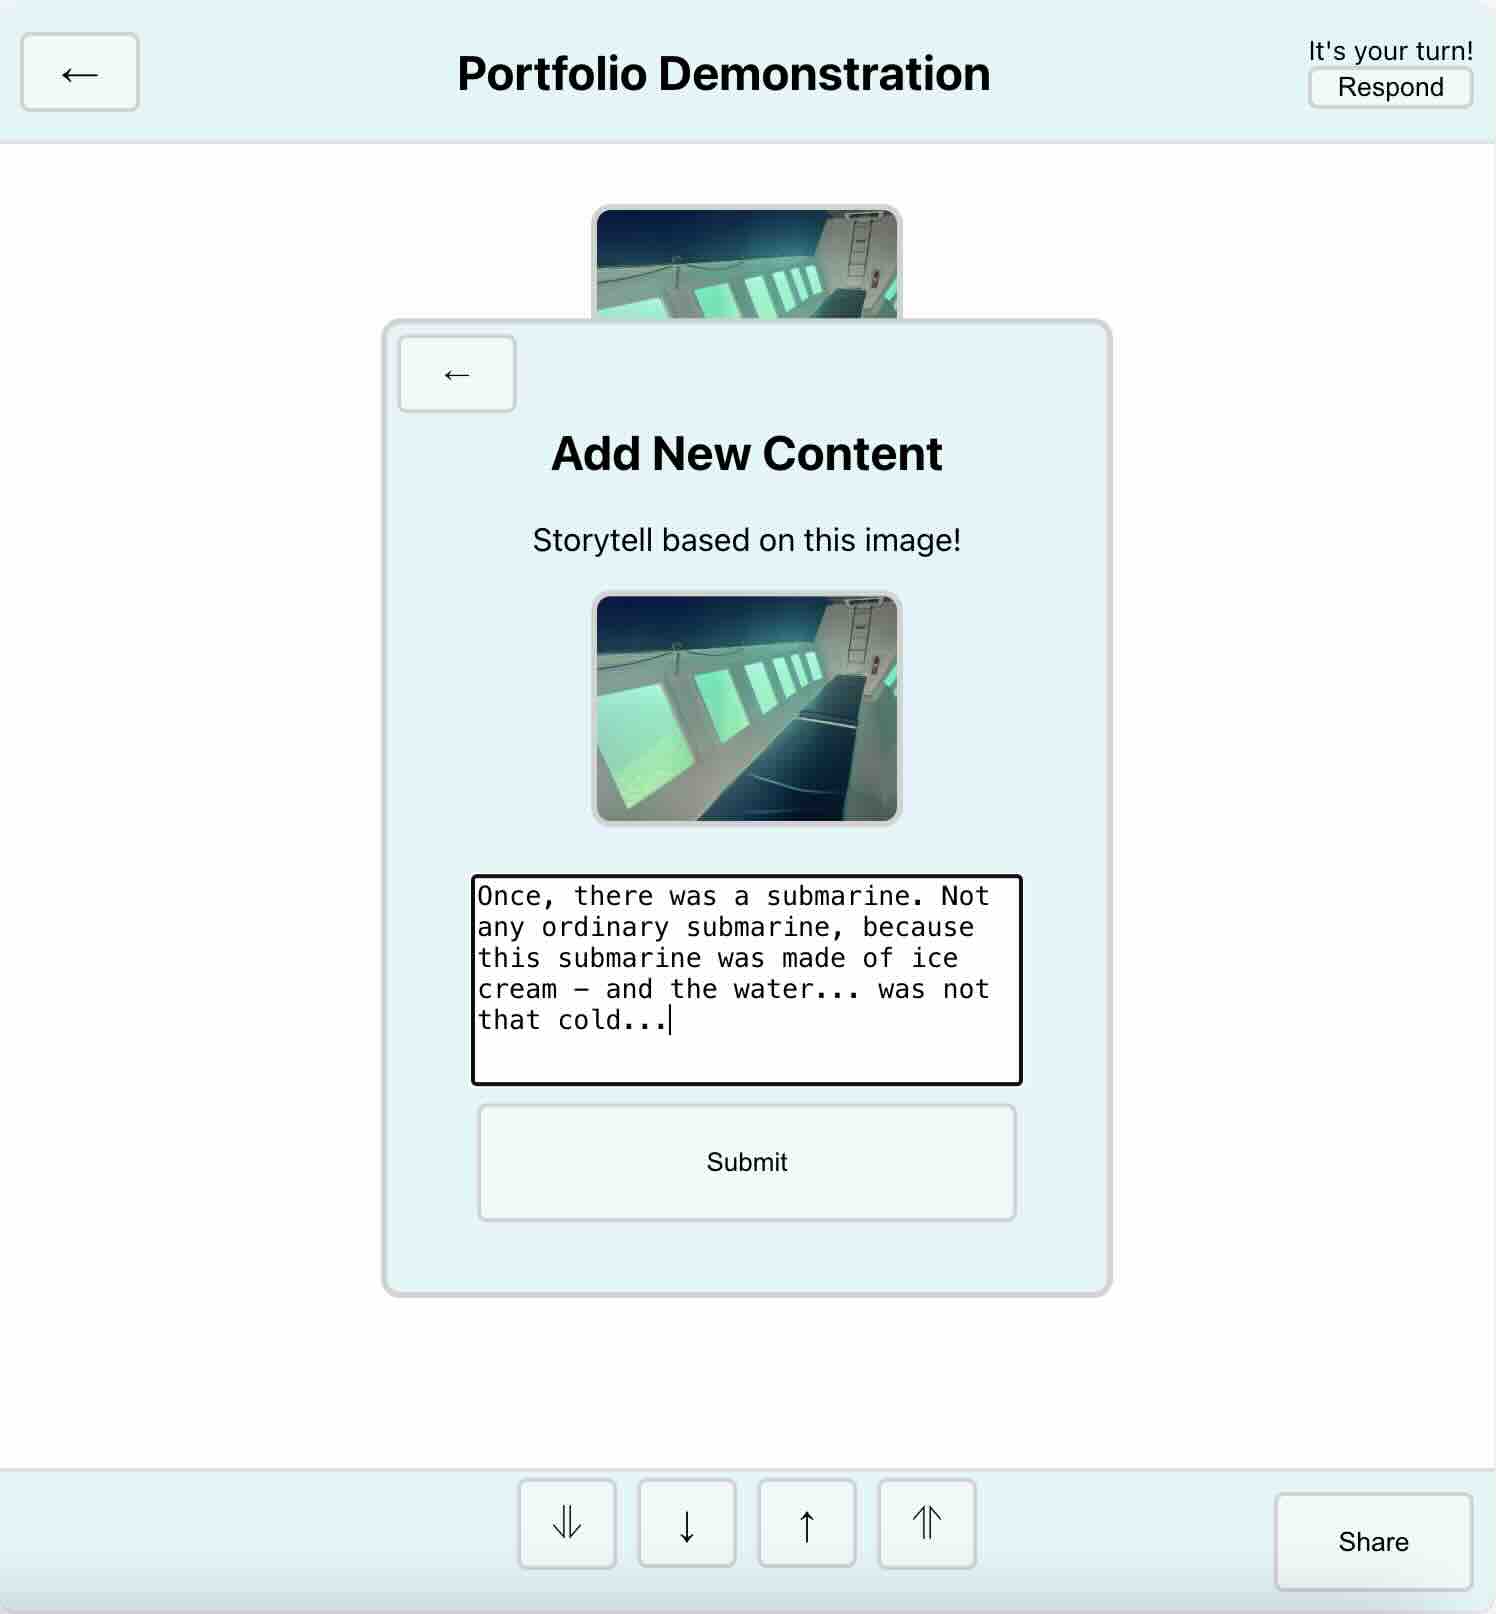 ←
Portfolio Demonstration
It's your turn!
Respond
←
Add New Content
Storytell based on this image!
Once, there was a submarine. Not
any ordinary submarine, because
this submarine was made of ice
cream – and the water... was not
that cold...
Submit
⥥ ↓ ↑ ⥣
Share